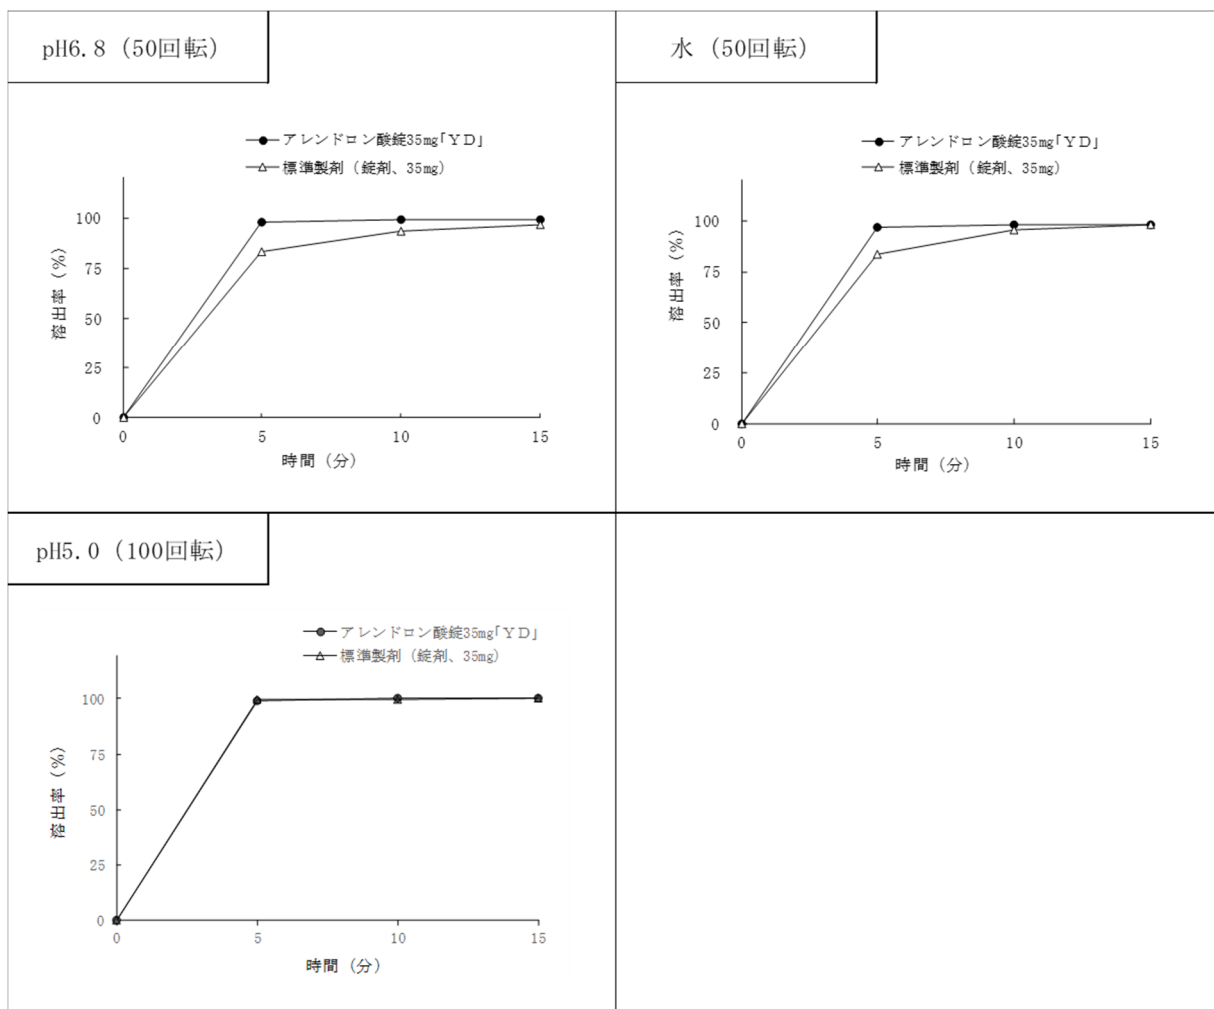 pH6.8（50回転）
アレンドロン酸錠35mg「ＹＤ」
標準製剤（錠剤、35mg）
溶出率（%）
100
75
50
25
0
0 5 10 15
時間（分）
水（50回転）
アレンドロン酸錠35mg「ＹＤ」
標準製剤（錠剤、35mg）
溶出率（%）
100
75
50
25
0
0 5 10 15
時間（分）
pH5.0（100回転）
アレンドロン酸錠35mg「ＹＤ」
標準製剤（錠剤、35mg）
溶出率（%）
100
75
50
25
0
0 5 10 15
時間（分）